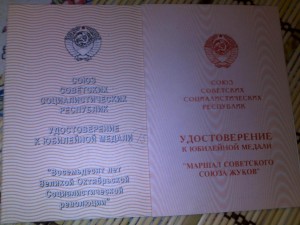 СОЮЗ
СОВЕТСКИХ
СОЦИАЛИСТИЧЕСКИХ
РЕСПУБЛИК
УДОСТОВЕРЕНИЕ
К ЮБИЛЕЙНОЙ МЕДАЛИ
"Восемьдесят лет
Великой Октябрьской
Социалистической
революции"
СОЮЗ
СОВЕТСКИХ
СОЦИАЛИСТИЧЕСКИХ
РЕСПУБЛИК
УДОСТОВЕРЕНИЕ
К ЮБИЛЕЙНОЙ МЕДАЛИ
"МАРШАЛ СОВЕТСКОГО
СОЮЗА ЖУКОВ"